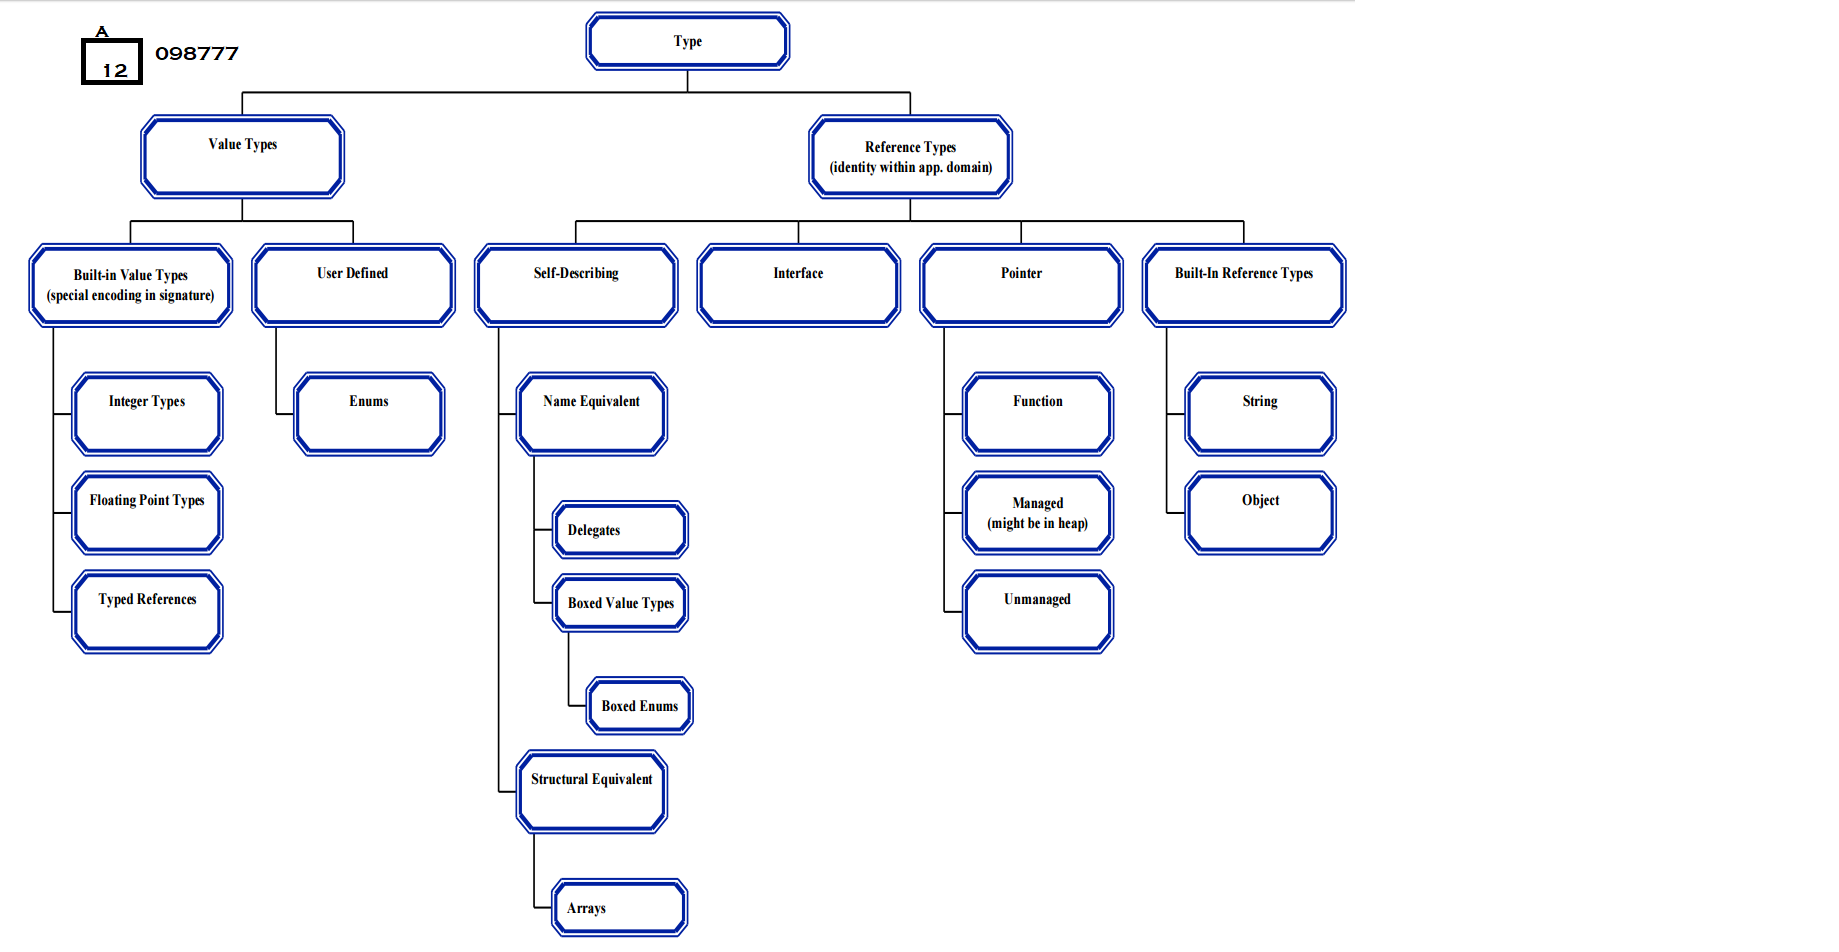 A
12
098777
Type
Value Types
Reference Types
(identity within app. domain)
Built-in Value Types
(special encoding in signature)
User Defined
Self-Describing
Interface
Pointer
Built-In Reference Types
Integer Types
Enums
Name Equivalent
Function
String
Floating Point Types
Delegates
Managed
(might be in heap)
Object
Typed References
Boxed Value Types
Unmanaged
Boxed Enums
Structural Equivalent
Arrays